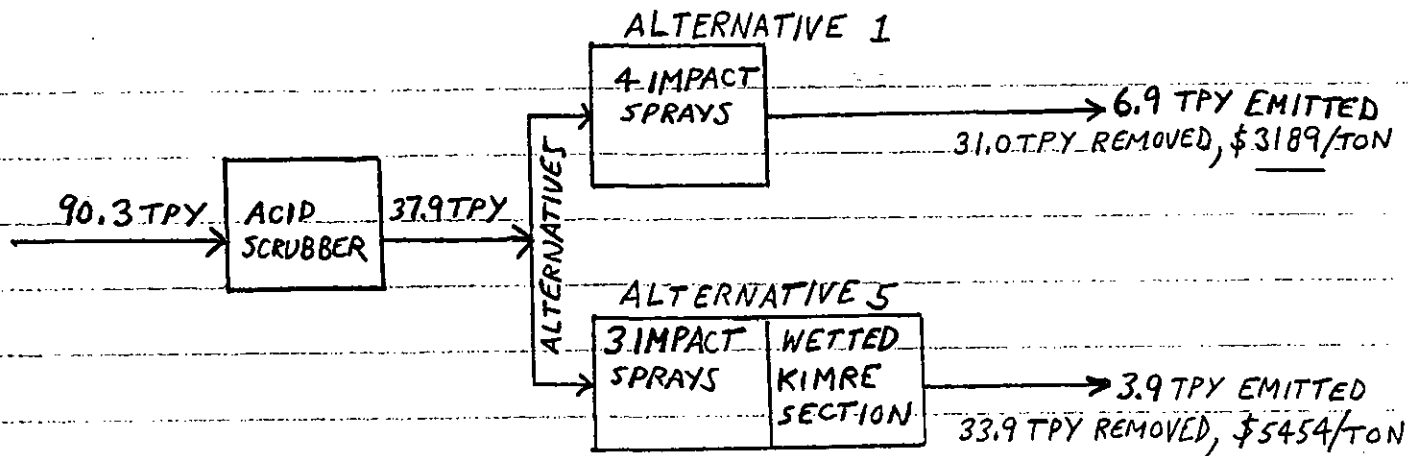 ALTERNATIVE 1
4 IMPACT
SPRAYS
6.9 TPY EMITTED
31.0 TPY REMOVED, $3189/TON
90.3 TPY
ACID
SCRUBBER
37.9 TPY
ALTERNATIVES
ALTERNATIVE 5
3 IMPACT
SPRAYS
WETTED
KIMRE
SECTION
3.9 TPY EMITTED
33.9 TPY REMOVED, $5454/TON